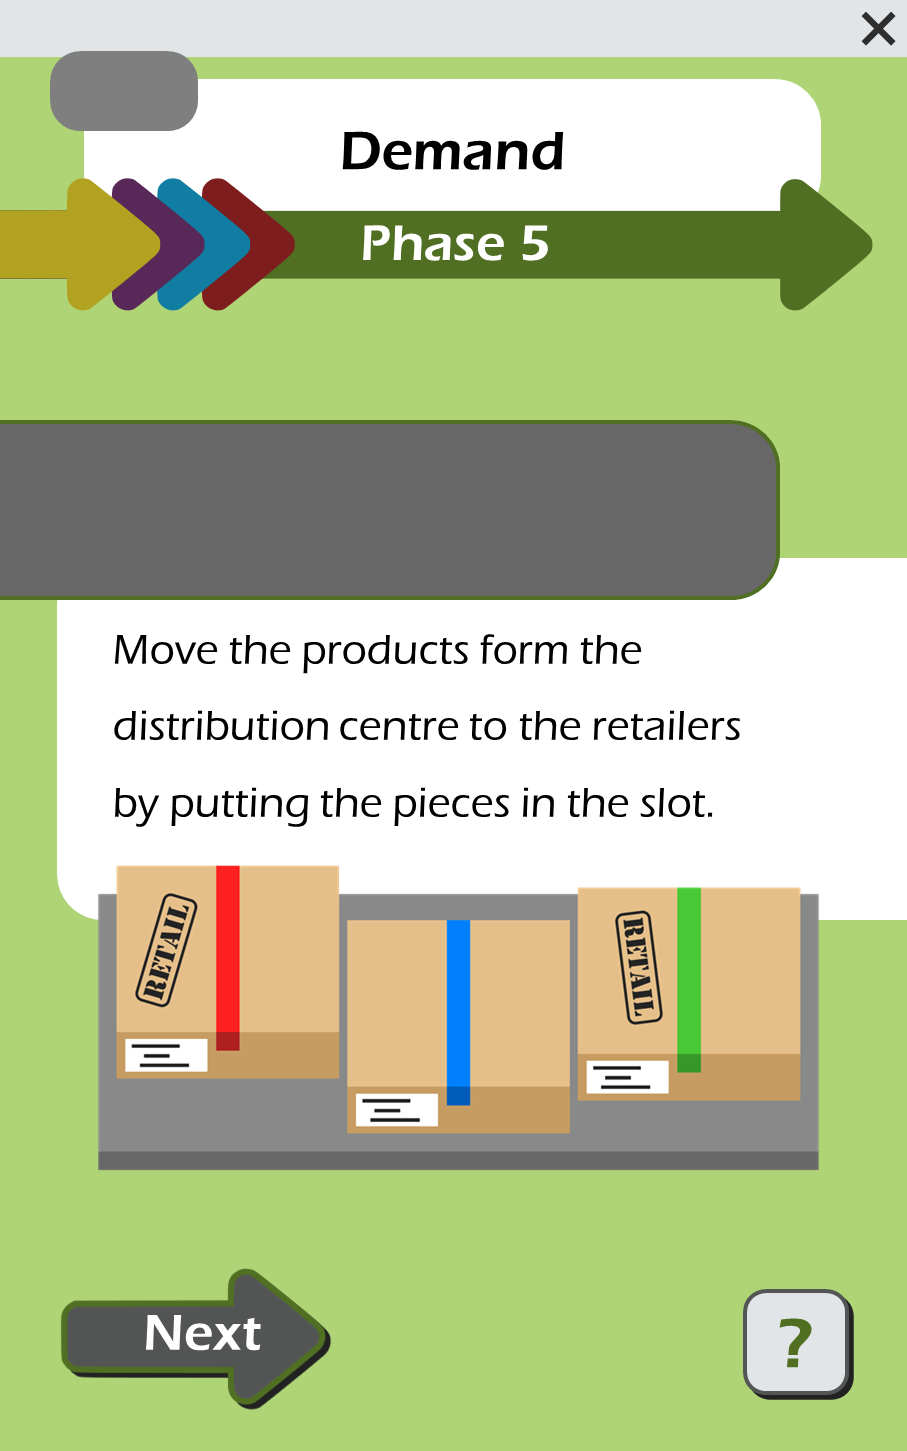 Demand
Phase 5
Move the products form the
distribution centre to the retailers
by putting the pieces in the slot.
RETAIL
RETAIL
Next
?